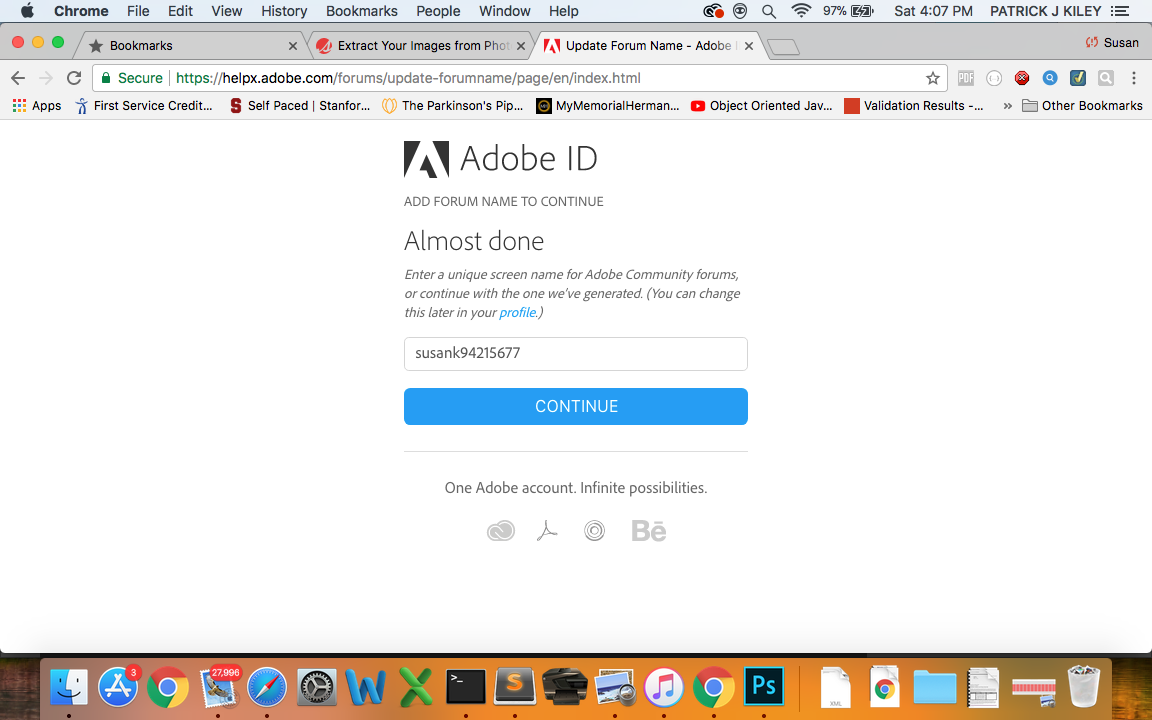 Chrome File Edit View History Bookmarks People Window Help 97% Sat 4:07 PM PATRICK J KILEY
Bookmarks Extract Your Images from Phot Update Forum Name - Adobe Susan
Secure https://helpx.adobe.com/forums/update-forumname/page/en/index.html PDF
Apps First Service Credit... S Self Paced | Stanfor... The Parkinson's Pip... MyMemorialHerman... Object Oriented Jav... Validation Results -... » Other Bookmarks
Adobe ID
ADD FORUM NAME TO CONTINUE
Almost done
Enter a unique screen name for Adobe Community forums,
or continue with the one we've generated. (You can change
this later in your profile.)
susank94215677
CONTINUE
One Adobe account. Infinite possibilities.
Bē
3 27,996
>_ S Ps XML